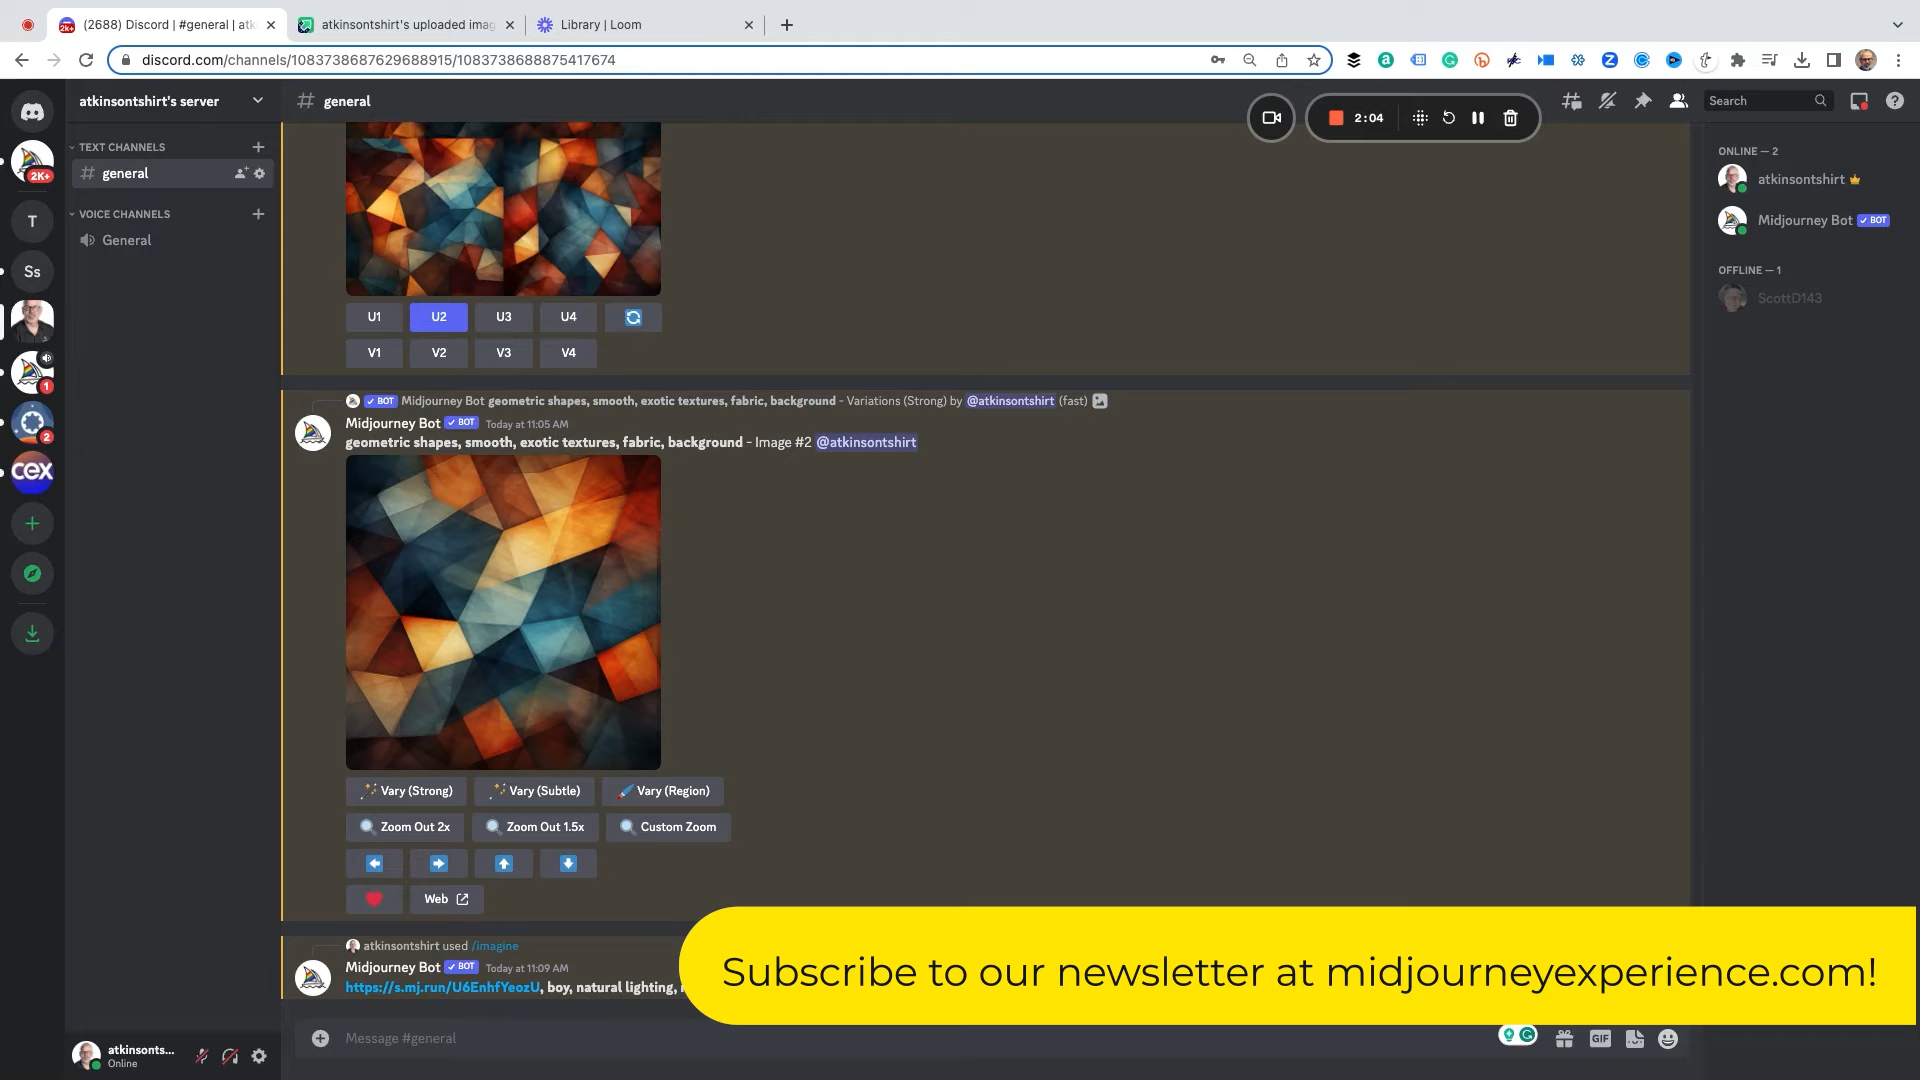 (2688) Discord | #general | atk
atkinsontshirt's uploaded imag
Library | Loom
discord.com/channels/1083738687629688915/1083738688875417674
atkinsontshirt's server
general
2:04
Search
2K+
TEXT CHANNELS
general
VOICE CHANNELS
General
T
Ss
1
2
cex
ONLINE — 2
atkinsontshirt
Midjourney Bot ✓ BOT
OFFLINE — 1
ScottD143
U1 U2 U3 U4
V1 V2 V3 V4
✓ BOT Midjourney Bot geometric shapes, smooth, exotic textures, fabric, background - Variations (Strong) by @atkinsontshirt (fast)
Midjourney Bot ✓ BOT Today at 11:05 AM
geometric shapes, smooth, exotic textures, fabric, background - Image #2 @atkinsontshirt
Vary (Strong) Vary (Subtle) Vary (Region)
Zoom Out 2x Zoom Out 1.5x Custom Zoom
Web
atkinsontshirt used /imagine
Midjourney Bot ✓ BOT Today at 11:09 AM
https://s.mj.run/U6EnhfYeozU, boy, natural lighting,
Subscribe to our newsletter at midjourneyexperience.com!
Message #general
GIF
atkinsonts...
Online